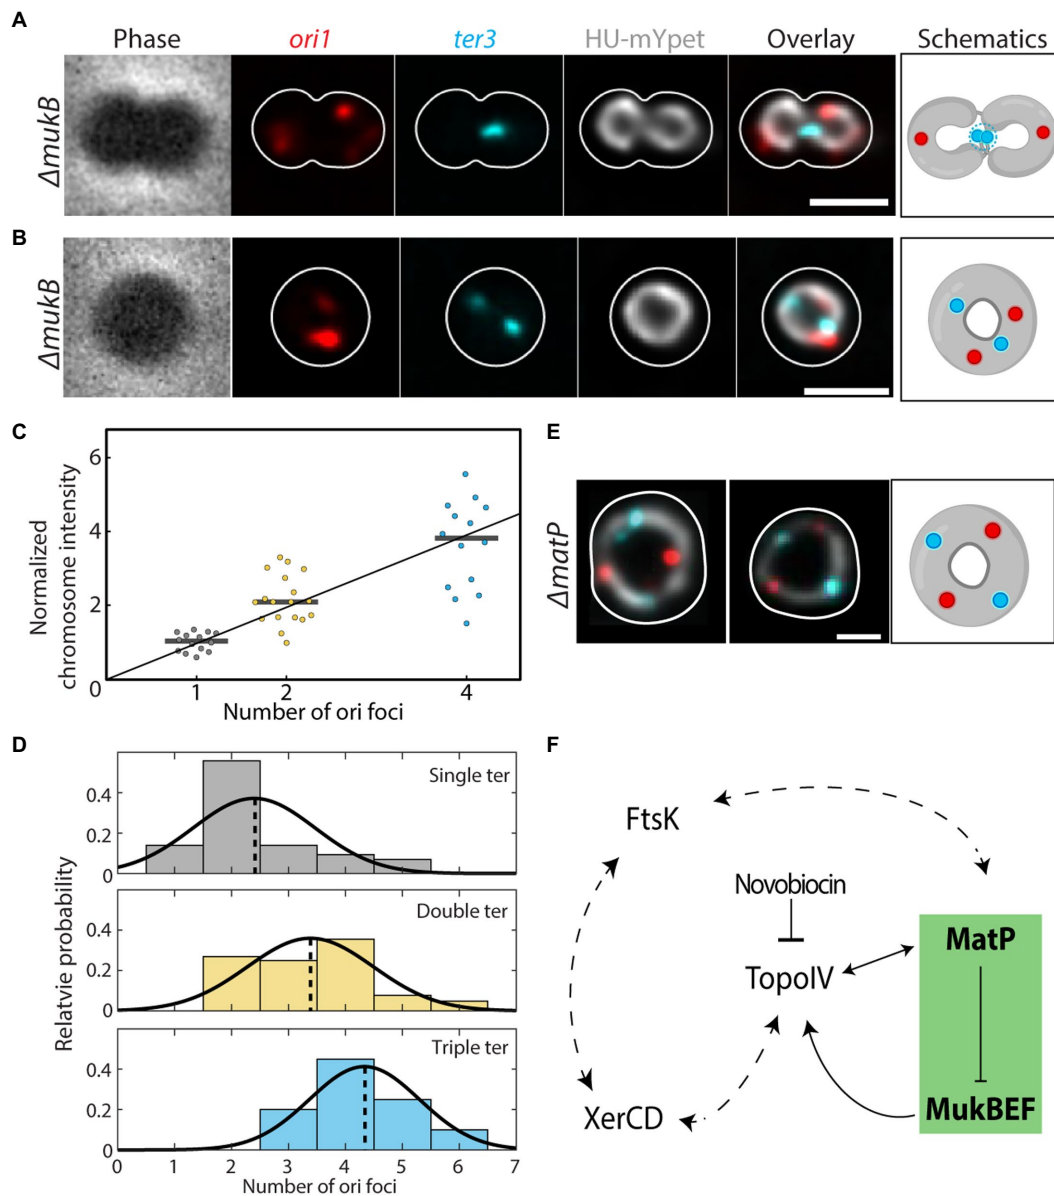 A
Phase ori1 ter3 HU-mYpet Overlay Schematics
ΔmukB
B
ΔmukB
C
Normalized
chromosome intensity
6
4
2
0
1 2 4
Number of ori foci
E
ΔmatP
D
Relatvie probability
Single ter
0.4
0.2
0
Double ter
0.4
0.2
0
Triple ter
0.4
0.2
0
0 1 2 3 4 5 6 7
Number of ori foci
F
FtsK
Novobiocin
MatP
TopoIV
XerCD
MukBEF